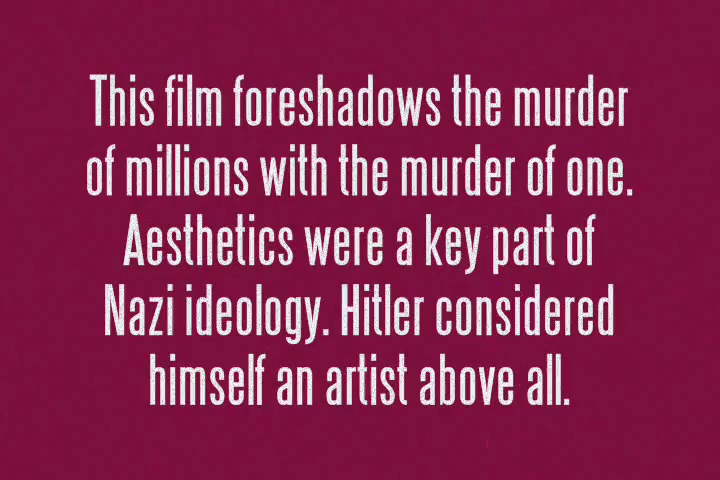 This film foreshadows the murder
of millions with the murder of one.
Aesthetics were a key part of
Nazi ideology. Hitler considered
himself an artist above all.